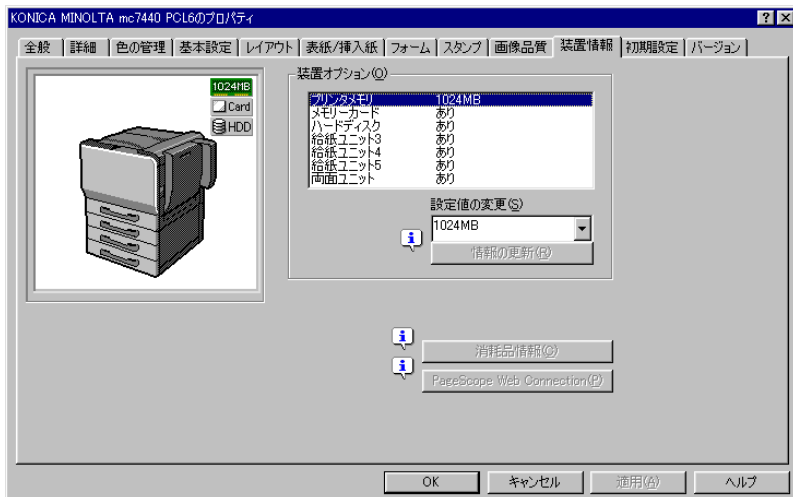 KONICA MINOLTA mc7440 PCL6のプロパティ
全般 詳細 色の管理 基本設定 レイアウト 表紙/挿入紙 フォーム スタンプ 画像品質 装置情報 初期設定 バージョン
1024MB
Card
HDD
装置オプション(O)
プリンタメモリ 1024MB
メモリーカード あり
ハードディスク あり
給紙ユニット3 あり
給紙ユニット4 あり
給紙ユニット5 あり
両面ユニット あり
設定値の変更(S)
1024MB
情報の更新(R)
消耗品情報(C)
PageScope Web Connection(P)
OK キャンセル 適用(A) ヘルプ